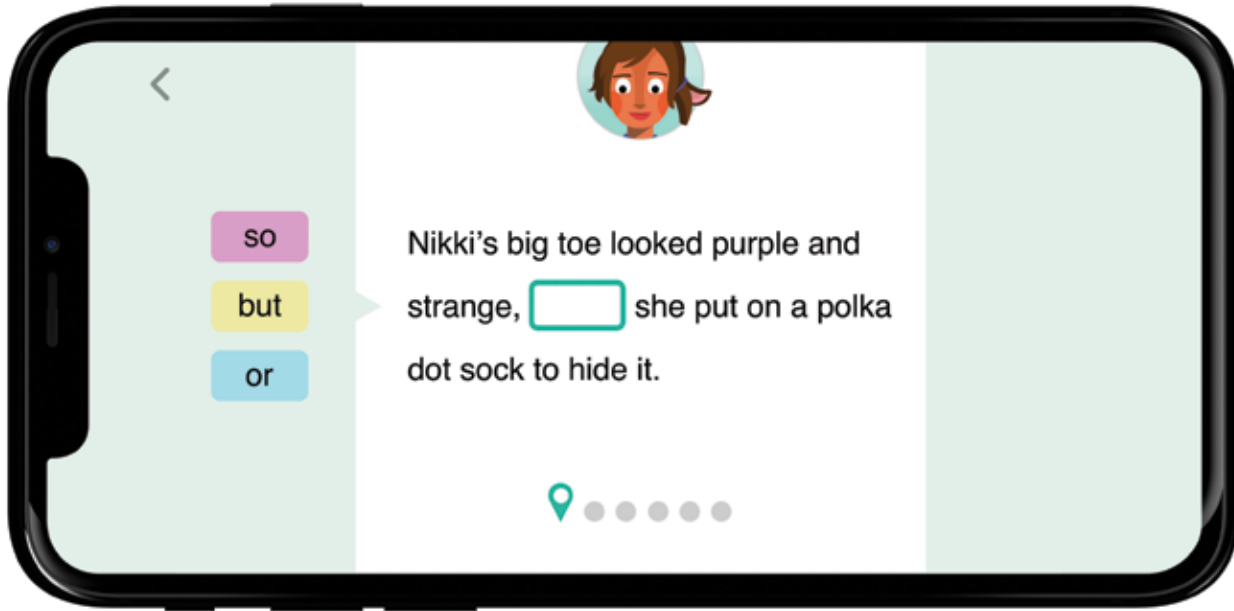 so
but
or
Nikki's big toe looked purple and
strange, she put on a polka
dot sock to hide it.